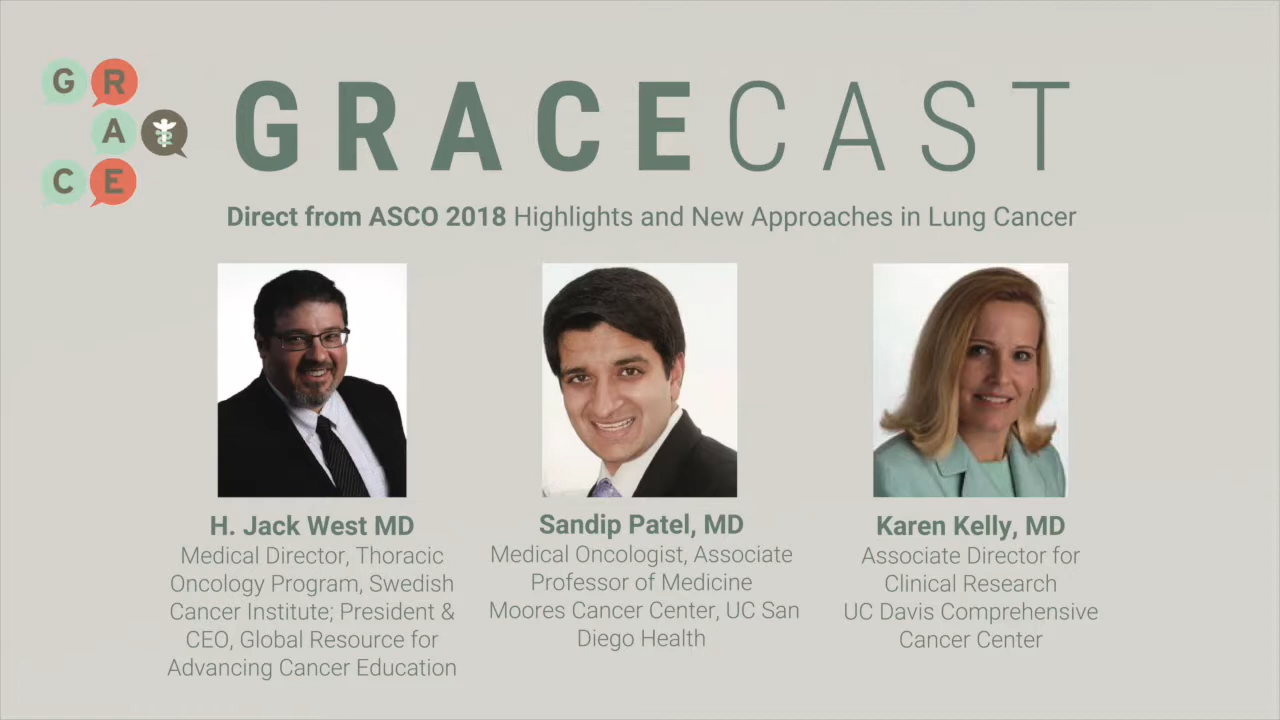 G R
A
C E
GRACECAST
Direct from ASCO 2018 Highlights and New Approaches in Lung Cancer
H. Jack West MD
Medical Director, Thoracic
Oncology Program, Swedish
Cancer Institute; President &
CEO, Global Resource for
Advancing Cancer Education
Sandip Patel, MD
Medical Oncologist, Associate
Professor of Medicine
Moores Cancer Center, UC San
Diego Health
Karen Kelly, MD
Associate Director for
Clinical Research
UC Davis Comprehensive
Cancer Center